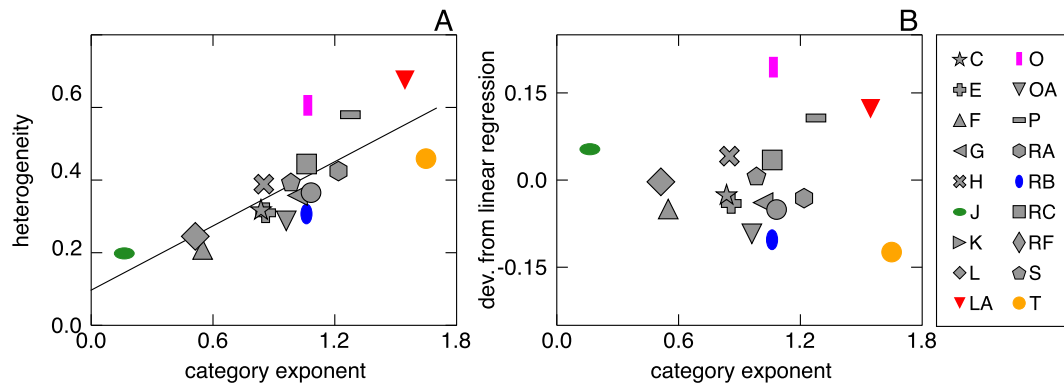 A
heterogeneity
0.6
0.4
0.2
0.0
0.0 0.6 1.2 1.8
category exponent
B
dev. from linear regression
0.15
0.0
-0.15
0.0 0.6 1.2 1.8
category exponent
C O
E OA
F P
G RA
H RB
J RC
K RF
L S
LA T